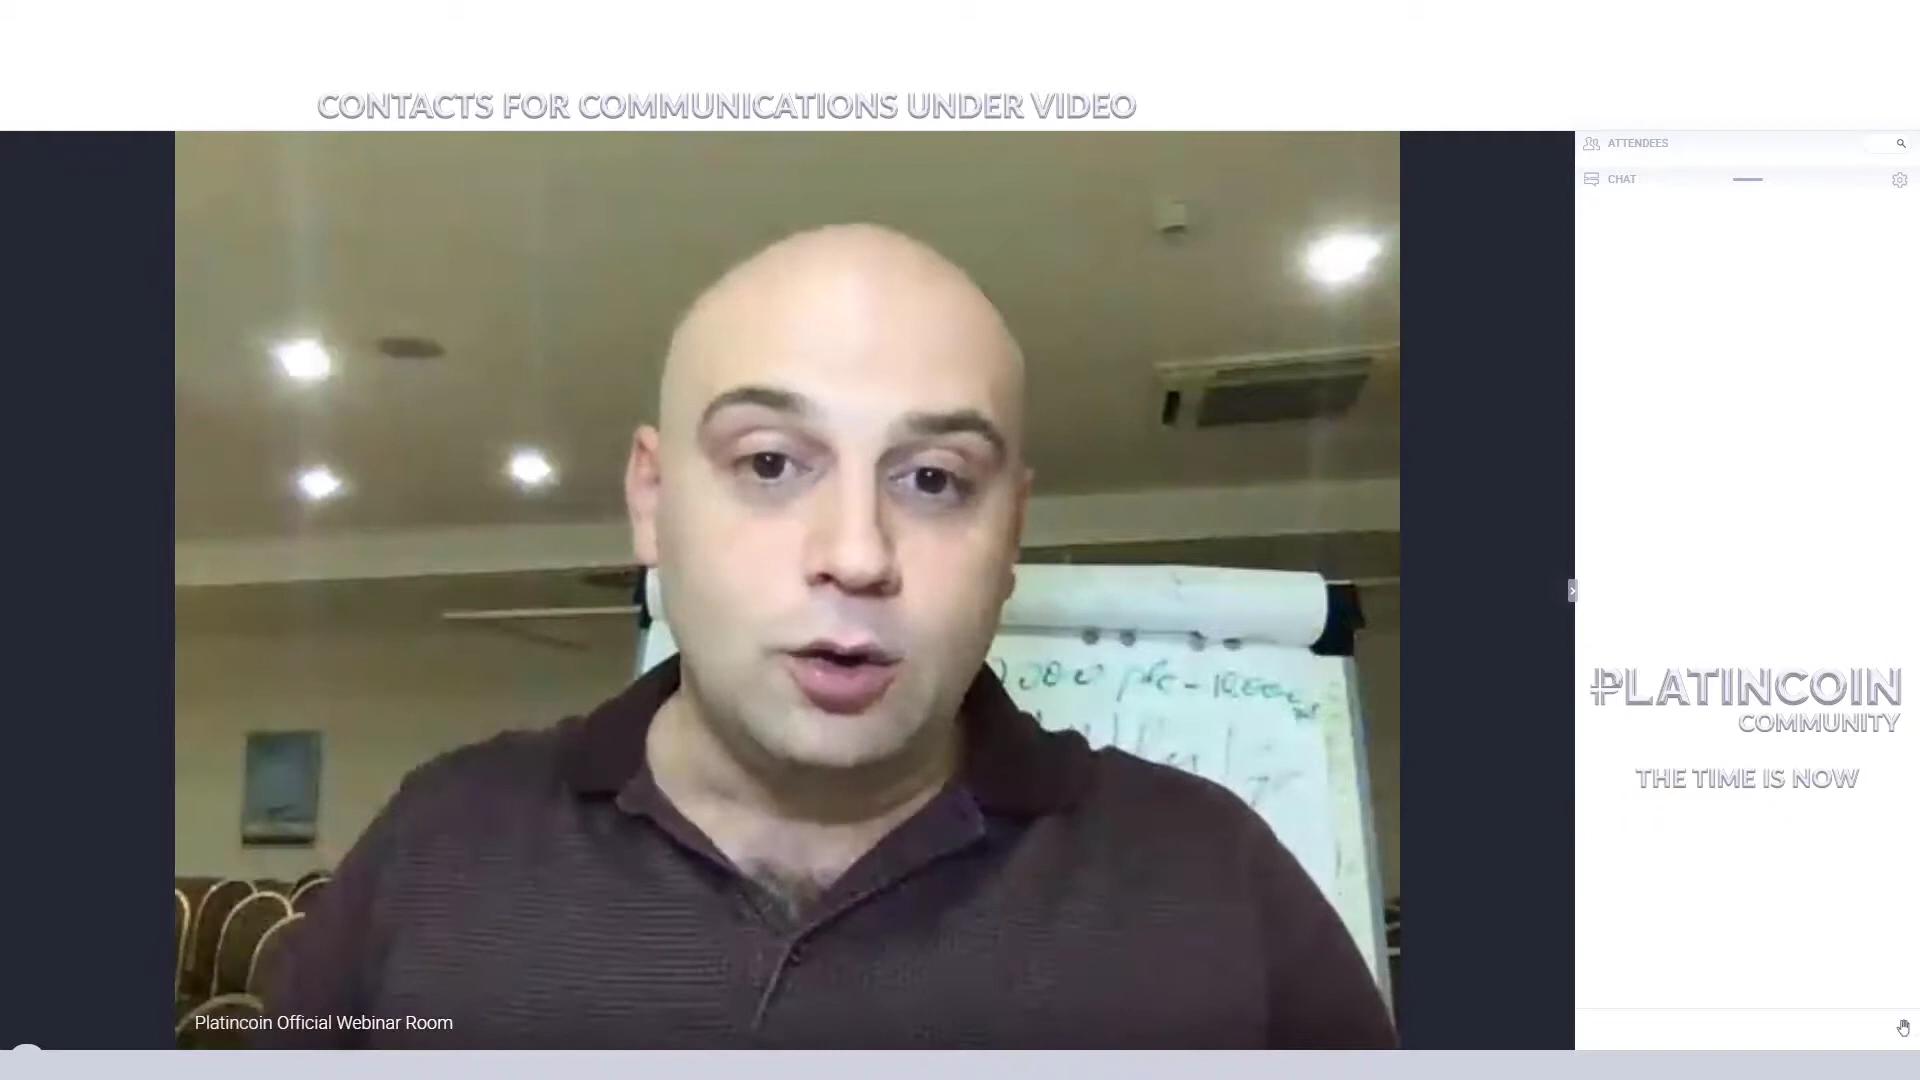 CONTACTS FOR COMMUNICATIONS UNDER VIDEO
ATTENDEES
CHAT
PLATINCOIN
COMMUNITY
THE TIME IS NOW
Platincoin Official Webinar Room